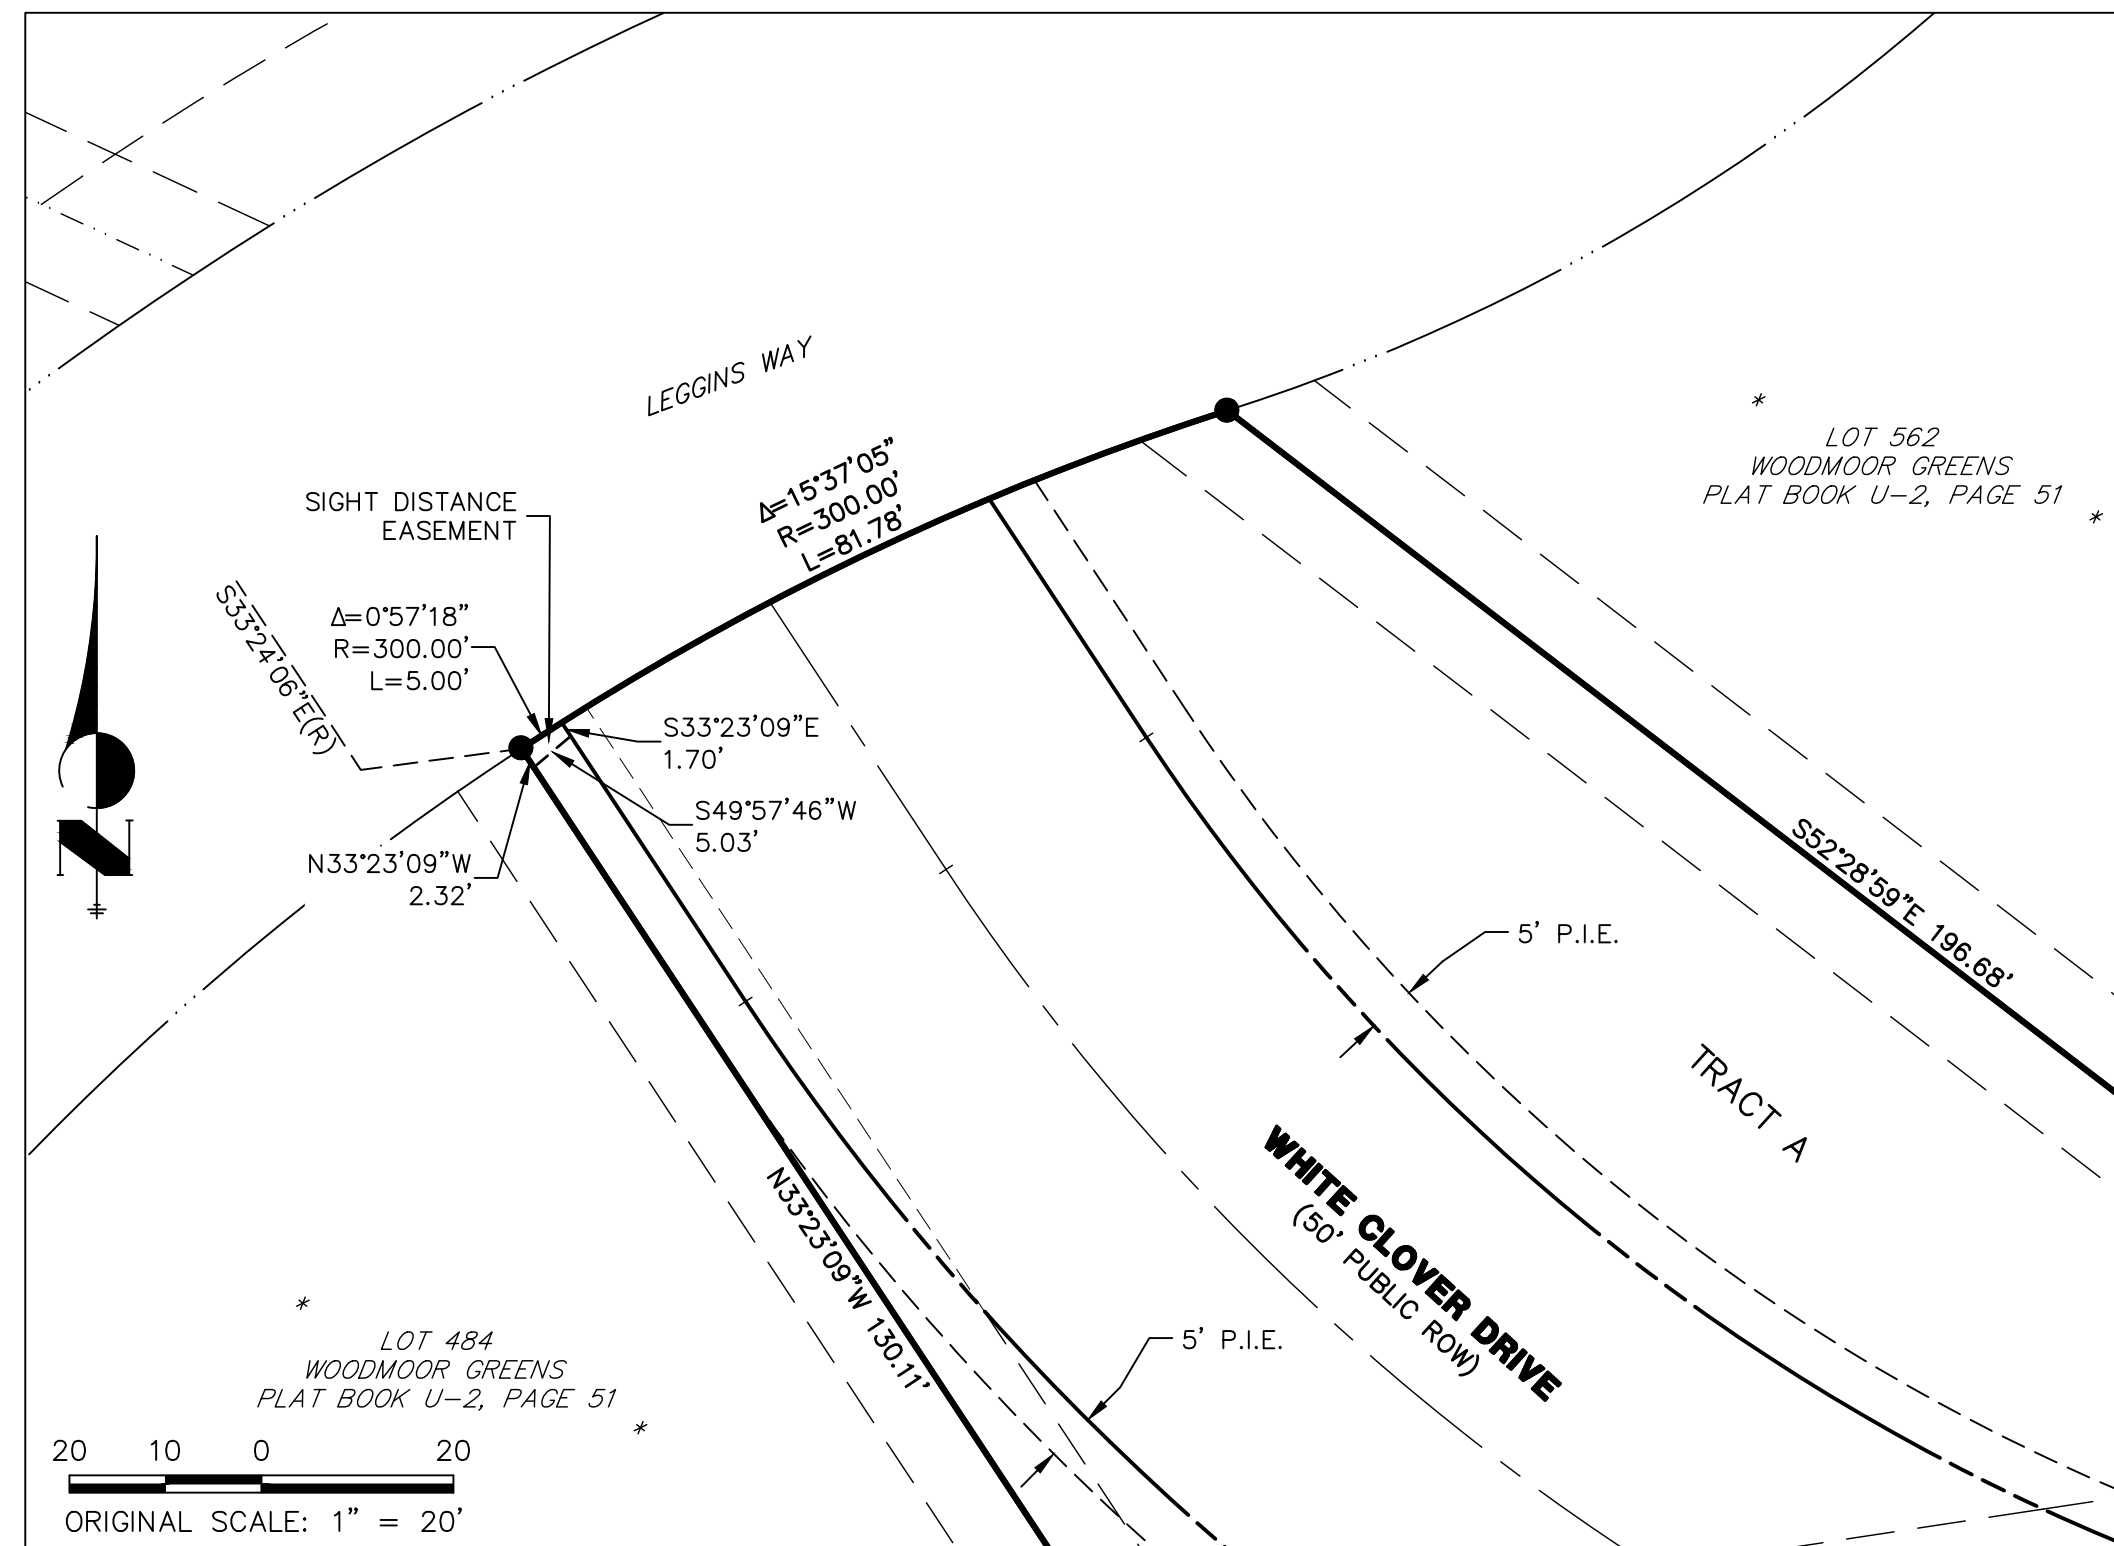 LEGGINS WAY
*
LOT 562
WOODMOOR GREENS
PLAT BOOK U-2, PAGE 51
*
Δ=15°37'05"
R=300.00'
L=81.78'
SIGHT DISTANCE
EASEMENT
S33°24'06"E(R)
Δ=0°57'18"
R=300.00'
L=5.00'
S33°23'09"E
1.70'
S49°57'46"W
5.03'
N33°23'09"W
2.32'
N
S52°28'59"E 196.68'
5' P.I.E.
TRACT A
WHITE CLOVER DRIVE
(50' PUBLIC ROW)
N33°23'09"W 130.11'
5' P.I.E.
*
LOT 484
WOODMOOR GREENS
PLAT BOOK U-2, PAGE 51
*
20 10 0 20
ORIGINAL SCALE: 1" = 20'